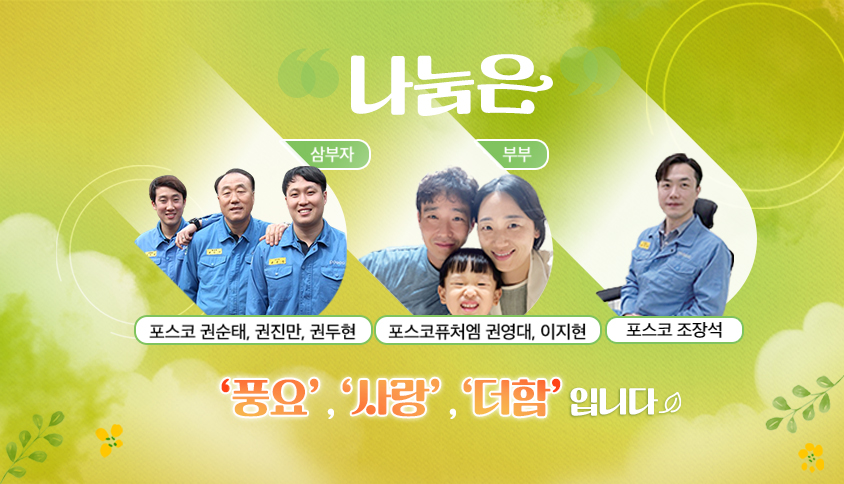 “나눔은”
삼부자
부부
포스코 권순태, 권진만, 권두현
포스코퓨처엠 권영대, 이지현
포스코 조장석
‘풍요’, ‘사랑’, ‘더함’ 입니다